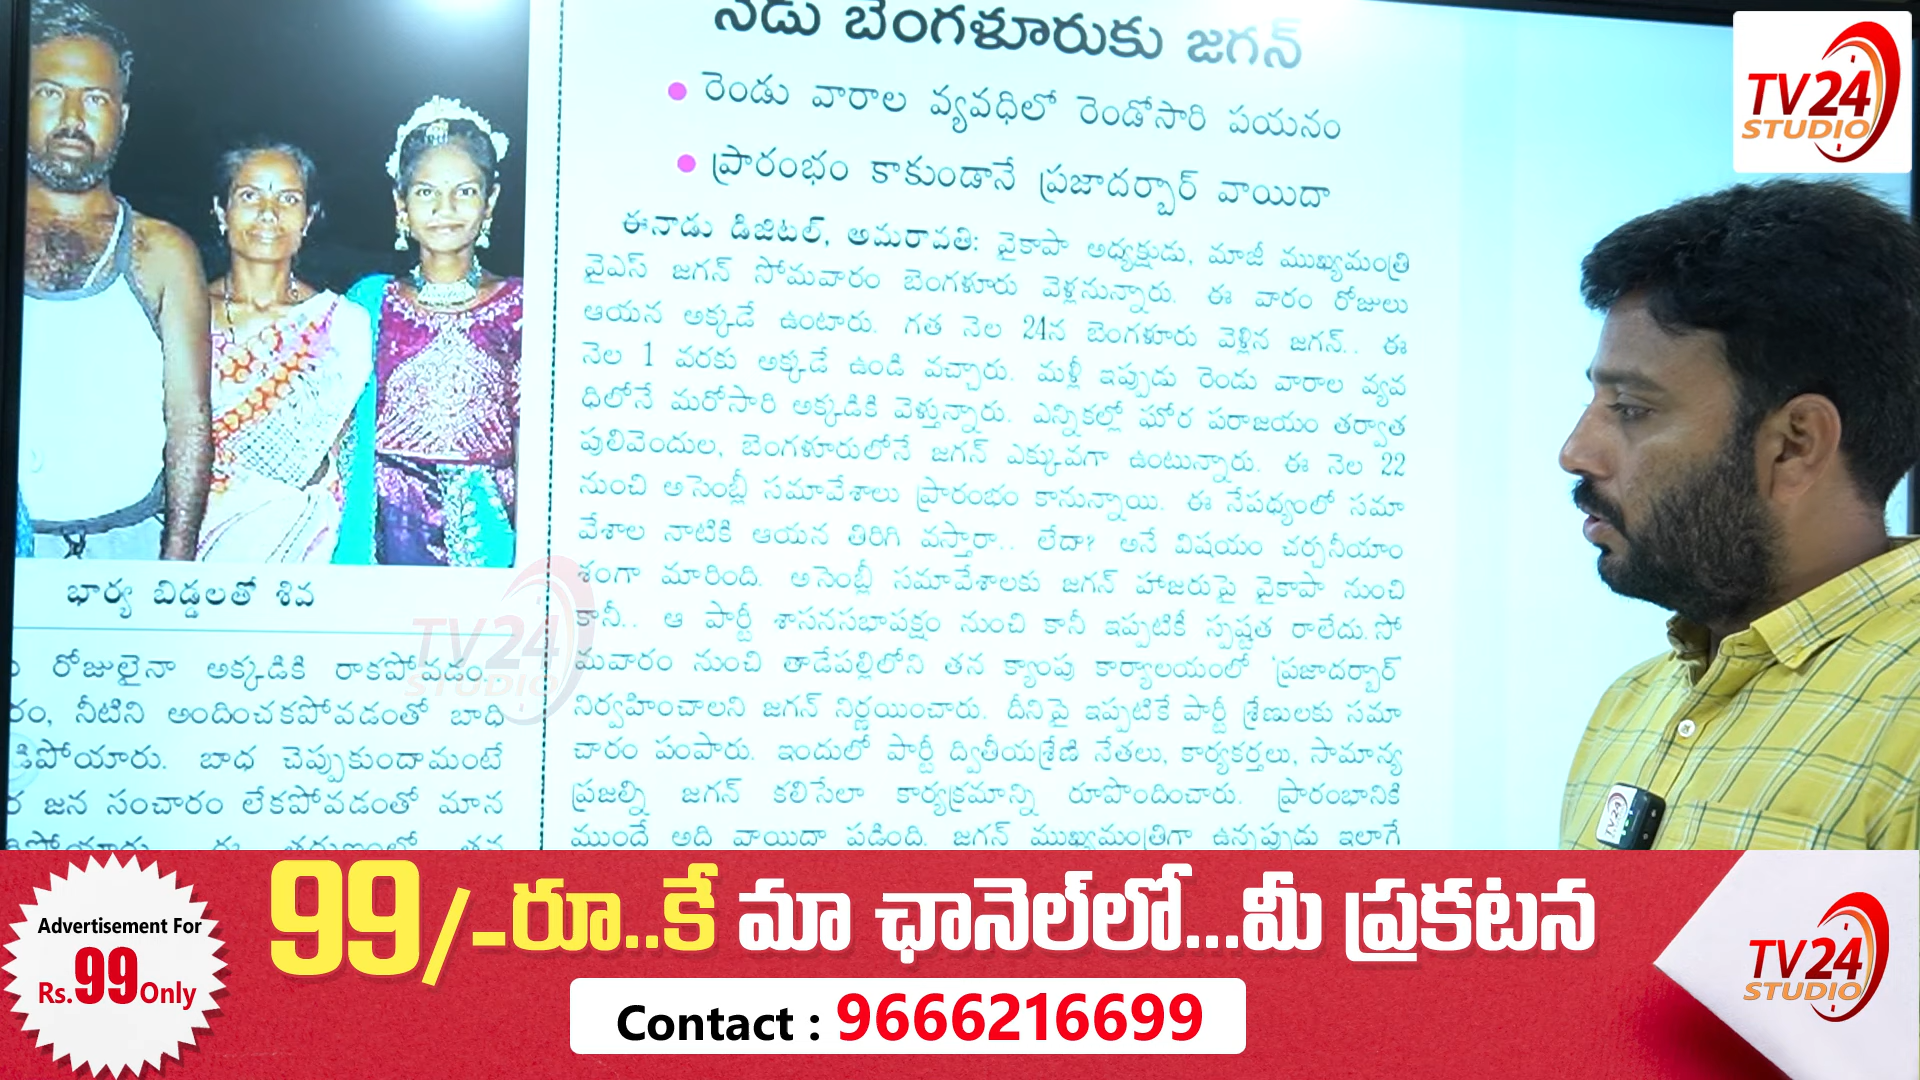 నేడు బెంగళూరుకు జగన్
రెండు వారాల వ్యవధిలో రెండోసారి పయనం
ప్రారంభం కాకుండానే ప్రజాదర్బార్ వాయిదా
ఈనాడు డిజిటల్, అమరావతి: వైకాపా అధ్యక్షుడు, మాజీ ముఖ్యమంత్రి
వైఎస్ జగన్ సోమవారం బెంగళూరు వెళ్లనున్నారు. ఈ వారం రోజులు
ఆయన అక్కడే ఉంటారు. గత నెల 24న బెంగళూరు వెళ్లిన జగన్.. ఈ
నెల 1 వరకు అక్కడే ఉండి వచ్చారు. మళ్లీ ఇప్పుడు రెండు వారాల వ్యవ
ధిలోనే మరోసారి అక్కడికి వెళ్తున్నారు. ఎన్నికల్లో ఘోర పరాజయం తర్వాత
పులివెందుల, బెంగళూరులోనే జగన్ ఎక్కువగా ఉంటున్నారు. ఈ నెల 22
నుంచి అసెంబ్లీ సమావేశాలు ప్రారంభం కానున్నాయి. ఈ నేపథ్యంలో సమా
వేశాల నాటికి ఆయన తిరిగి వస్తారా.. లేదా? అనే విషయం చర్చనీయాం
శంగా మారింది. అసెంబ్లీ సమావేశాలకు జగన్ హాజరుపై వైకాపా నుంచి
కానీ.. ఆ పార్టీ శాసనసభాపక్షం నుంచి కానీ ఇప్పటికీ స్పష్టత రాలేదు. సో
మవారం నుంచి తాడేపల్లిలోని తన క్యాంపు కార్యాలయంలో 'ప్రజాదర్బార్'
నిర్వహించాలని జగన్ నిర్ణయించారు. దీనిపై ఇప్పటికే పార్టీ శ్రేణులకు సమా
చారం పంపారు. ఇందులో పార్టీ ద్వితీయశ్రేణి నేతలు, కార్యకర్తలు, సామాన్య
ప్రజల్ని జగన్ కలిసేలా కార్యక్రమాన్ని రూపొందించారు. ప్రారంభానికి
ముందే అది వాయిదా పడింది. జగన్ ముఖ్యమంత్రిగా ఉన్నప్పుడు ఇలాగే
భార్య బిడ్డలతో శివ
రోజులైనా అక్కడికి రాకపోవడం,
నీటిని అందించకపోవడంతో బాధి
డిపోయారు. బాధ చెప్పుకుందామంటే
ర జన సంచారం లేకపోవడంతో మాన
TV24
STUDIO
TV24
STUDIO
TV24
Advertisement For
Rs.99 Only
99/-రూ..కే మా ఛానెల్‌లో...మీ ప్రకటన
Contact : 9666216699
TV24
STUDIO